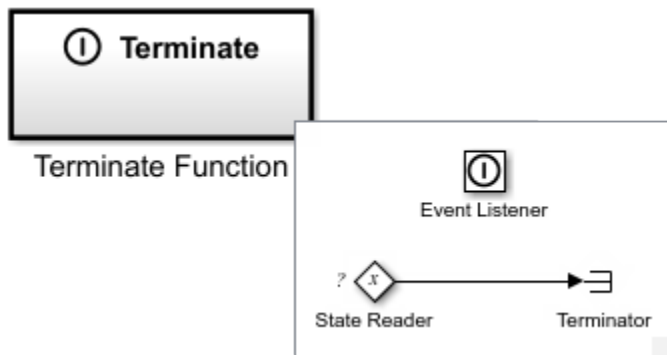 Terminate
Terminate Function
Event Listener
? x
State Reader
Terminator